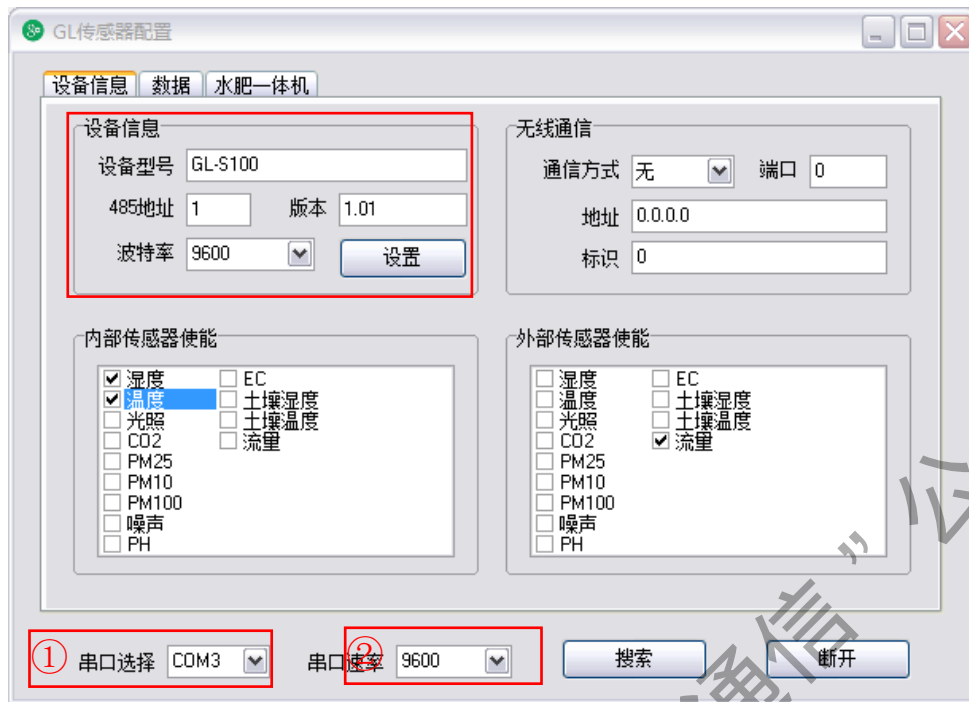 GL传感器配置
设备信息 数据 水肥一体机
设备信息
设备型号 GL-S100
485地址 1 版本 1.01
波特率 9600 设置
无线通信
通信方式 无 端口 0
地址 0.0.0.0
标识 0
内部传感器使能
湿度 EC
温度 土壤湿度
光照 土壤温度
CO2 流量
PM25
PM10
PM100
噪声
PH
外部传感器使能
湿度 EC
温度 土壤湿度
光照 土壤温度
CO2 流量
PM25
PM10
PM100
噪声
PH
① 串口选择 COM3 ② 串口速率 9600 搜索 断开
通信”公